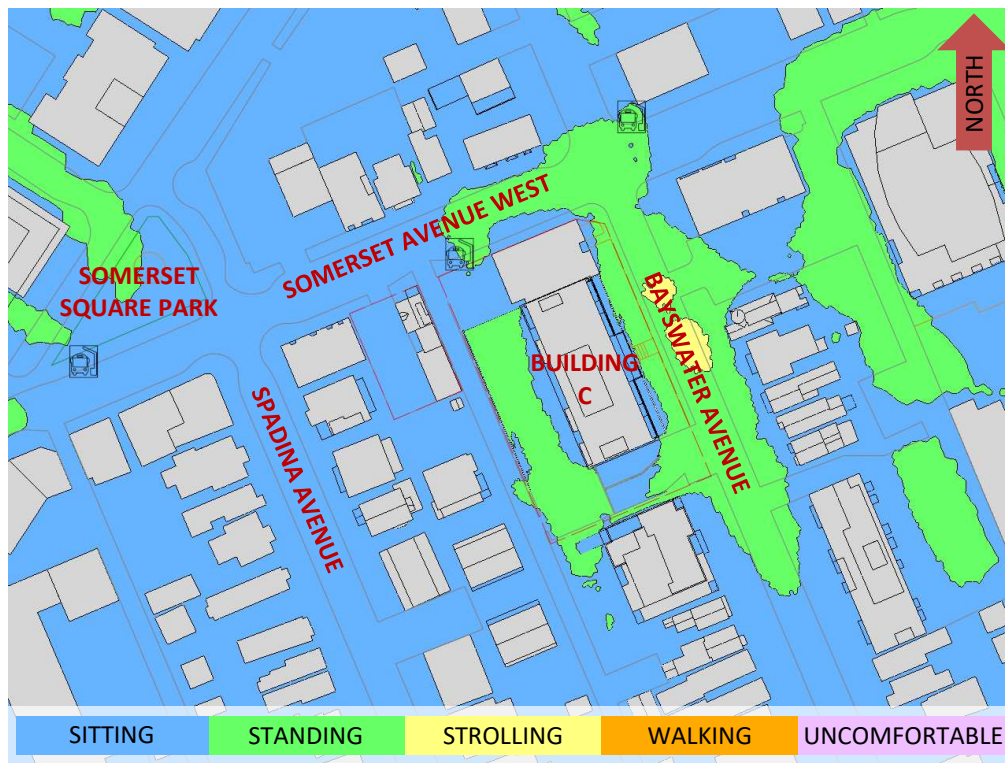 NORTH
SOMERSET AVENUE WEST
SOMERSET
SQUARE PARK
BAYSWATER AVENUE
BUILDING
C
SPADINA AVENUE
SITTING
STANDING
STROLLING
WALKING
UNCOMFORTABLE